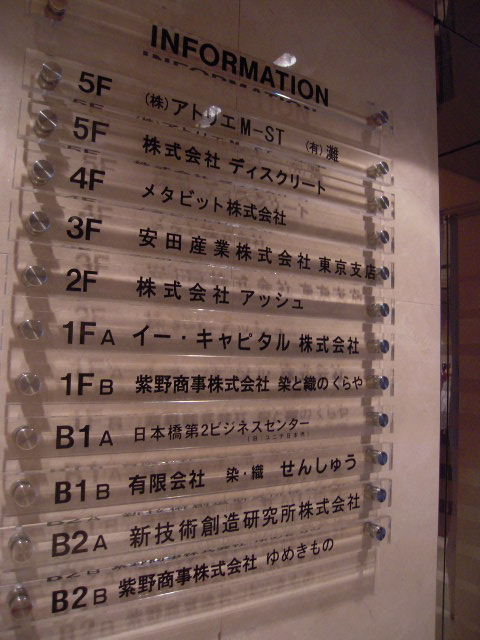 INFORMATION
5F (株)アトリエM-ST (有)灘
5F 株式会社 ディスクリート
4F メタビット株式会社
3F 安田産業株式会社 東京支店
2F 株式会社 アッシュ
1F A イー・キャピタル 株式会社
1F B 紫野商事株式会社 染と織のくらや
B1 A 日本橋第2ビジネスセンター
B1 B 有限会社 染・織 せんしゅう
B2 A 新技術創造研究所株式会社
B2 B 紫野商事株式会社 ゆめきもの